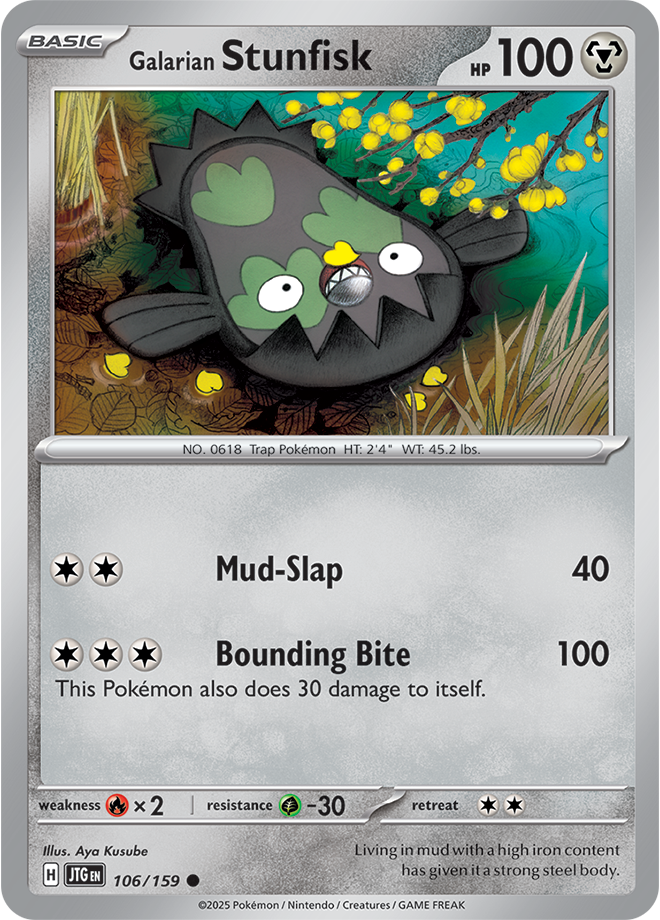 BASIC
Galarian Stunfisk HP 100
NO. 0618 Trap Pokémon HT: 2'4" WT: 45.2 lbs.
Mud-Slap 40
Bounding Bite 100
This Pokémon also does 30 damage to itself.
weakness ×2 resistance -30 retreat
Illus. Aya Kusube
Living in mud with a high iron content
has given it a strong steel body.
H JTG EN 106/159
©2025 Pokémon / Nintendo / Creatures / GAME FREAK